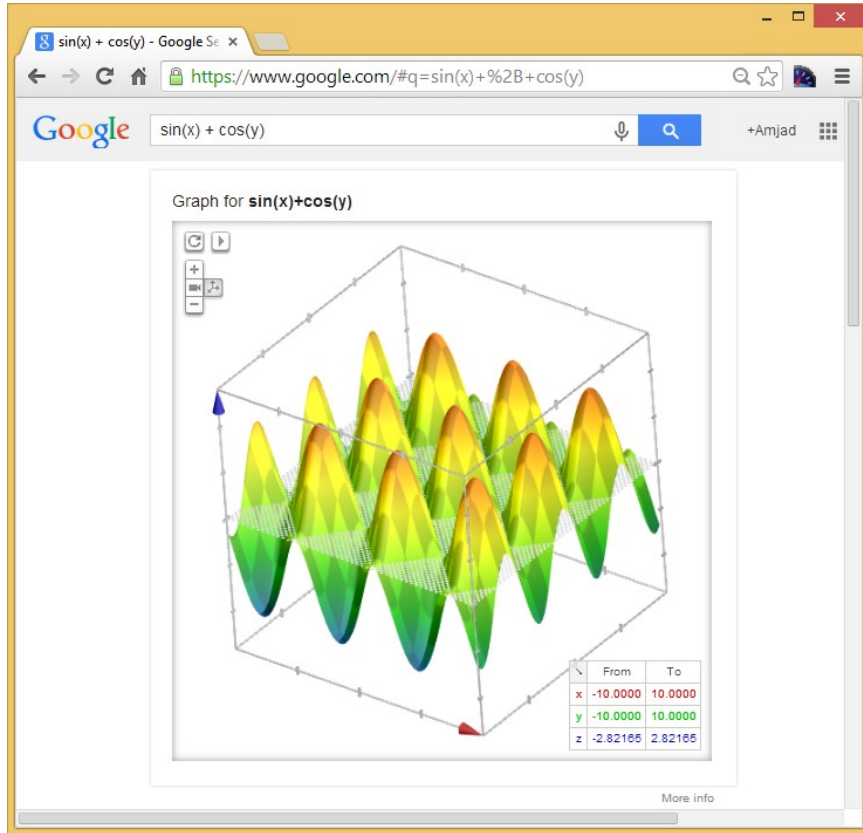 sin(x) + cos(y) - Google Se
https://www.google.com/#q=sin(x)+%2B+cos(y)
Google
sin(x) + cos(y)
+Amjad
Graph for sin(x)+cos(y)
From To
x -10.0000 10.0000
y -10.0000 10.0000
z -2.82165 2.82165
More info